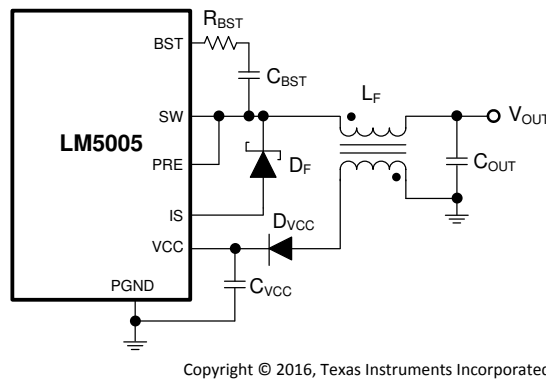 BST
R_BST
C_BST
L_F
SW
V_OUT
LM5005
PRE
D_F
C_OUT
IS
D_VCC
VCC
C_VCC
PGND
Copyright © 2016, Texas Instruments Incorporated